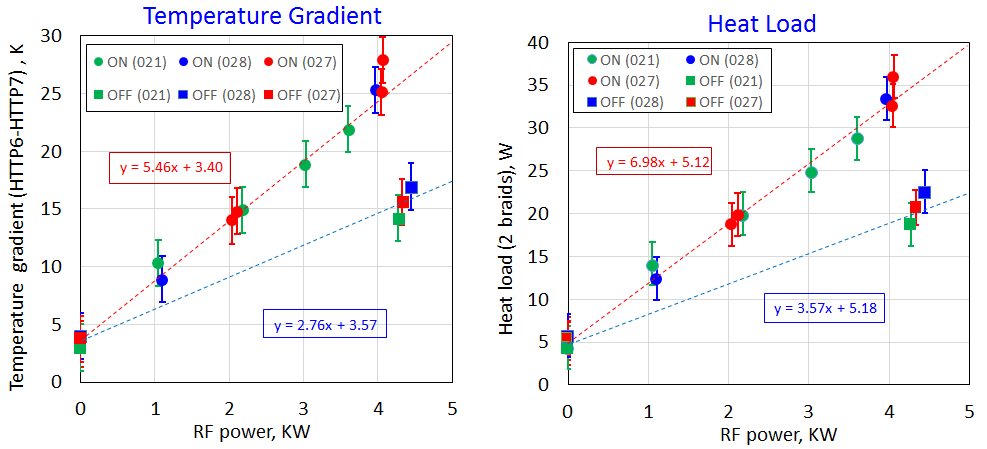 Temperature Gradient
Temperature gradient (HTTP6-HTTP7) , K
30
25
20
15
10
5
0
ON (021) ON (028) ON (027)
OFF (021) OFF (028) OFF (027)
y = 5.46x + 3.40
y = 2.76x + 3.57
0 1 2 3 4 5
RF power, KW
Heat Load
Heat load (2 braids), W
40
35
30
25
20
15
10
5
0
ON (021) ON (028)
ON (027) OFF (021)
OFF (028) OFF (027)
y = 6.98x + 5.12
y = 3.57x + 5.18
0 1 2 3 4 5
RF power, KW